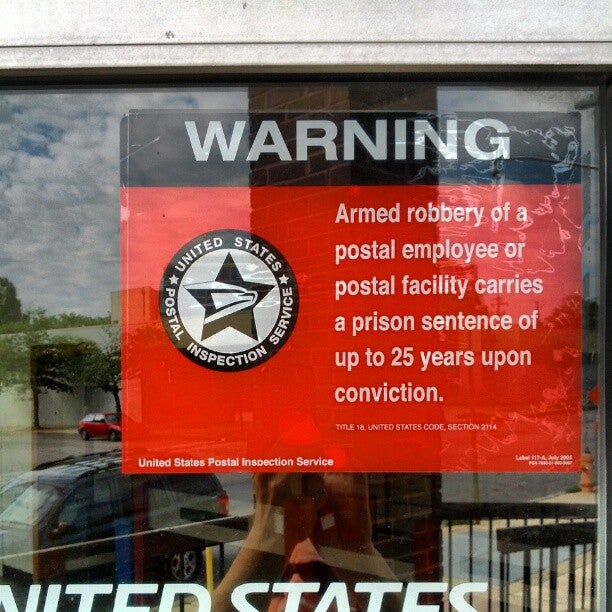 WARNING
Armed robbery of a
postal employee or
postal facility carries
a prison sentence of
up to 25 years upon
conviction.
TITLE 18, UNITED STATES CODE, SECTION 2114
UNITED STATES
POSTAL INSPECTION SERVICE
United States Postal Inspection Service
Label 117-A, July 2004
NITED STATES